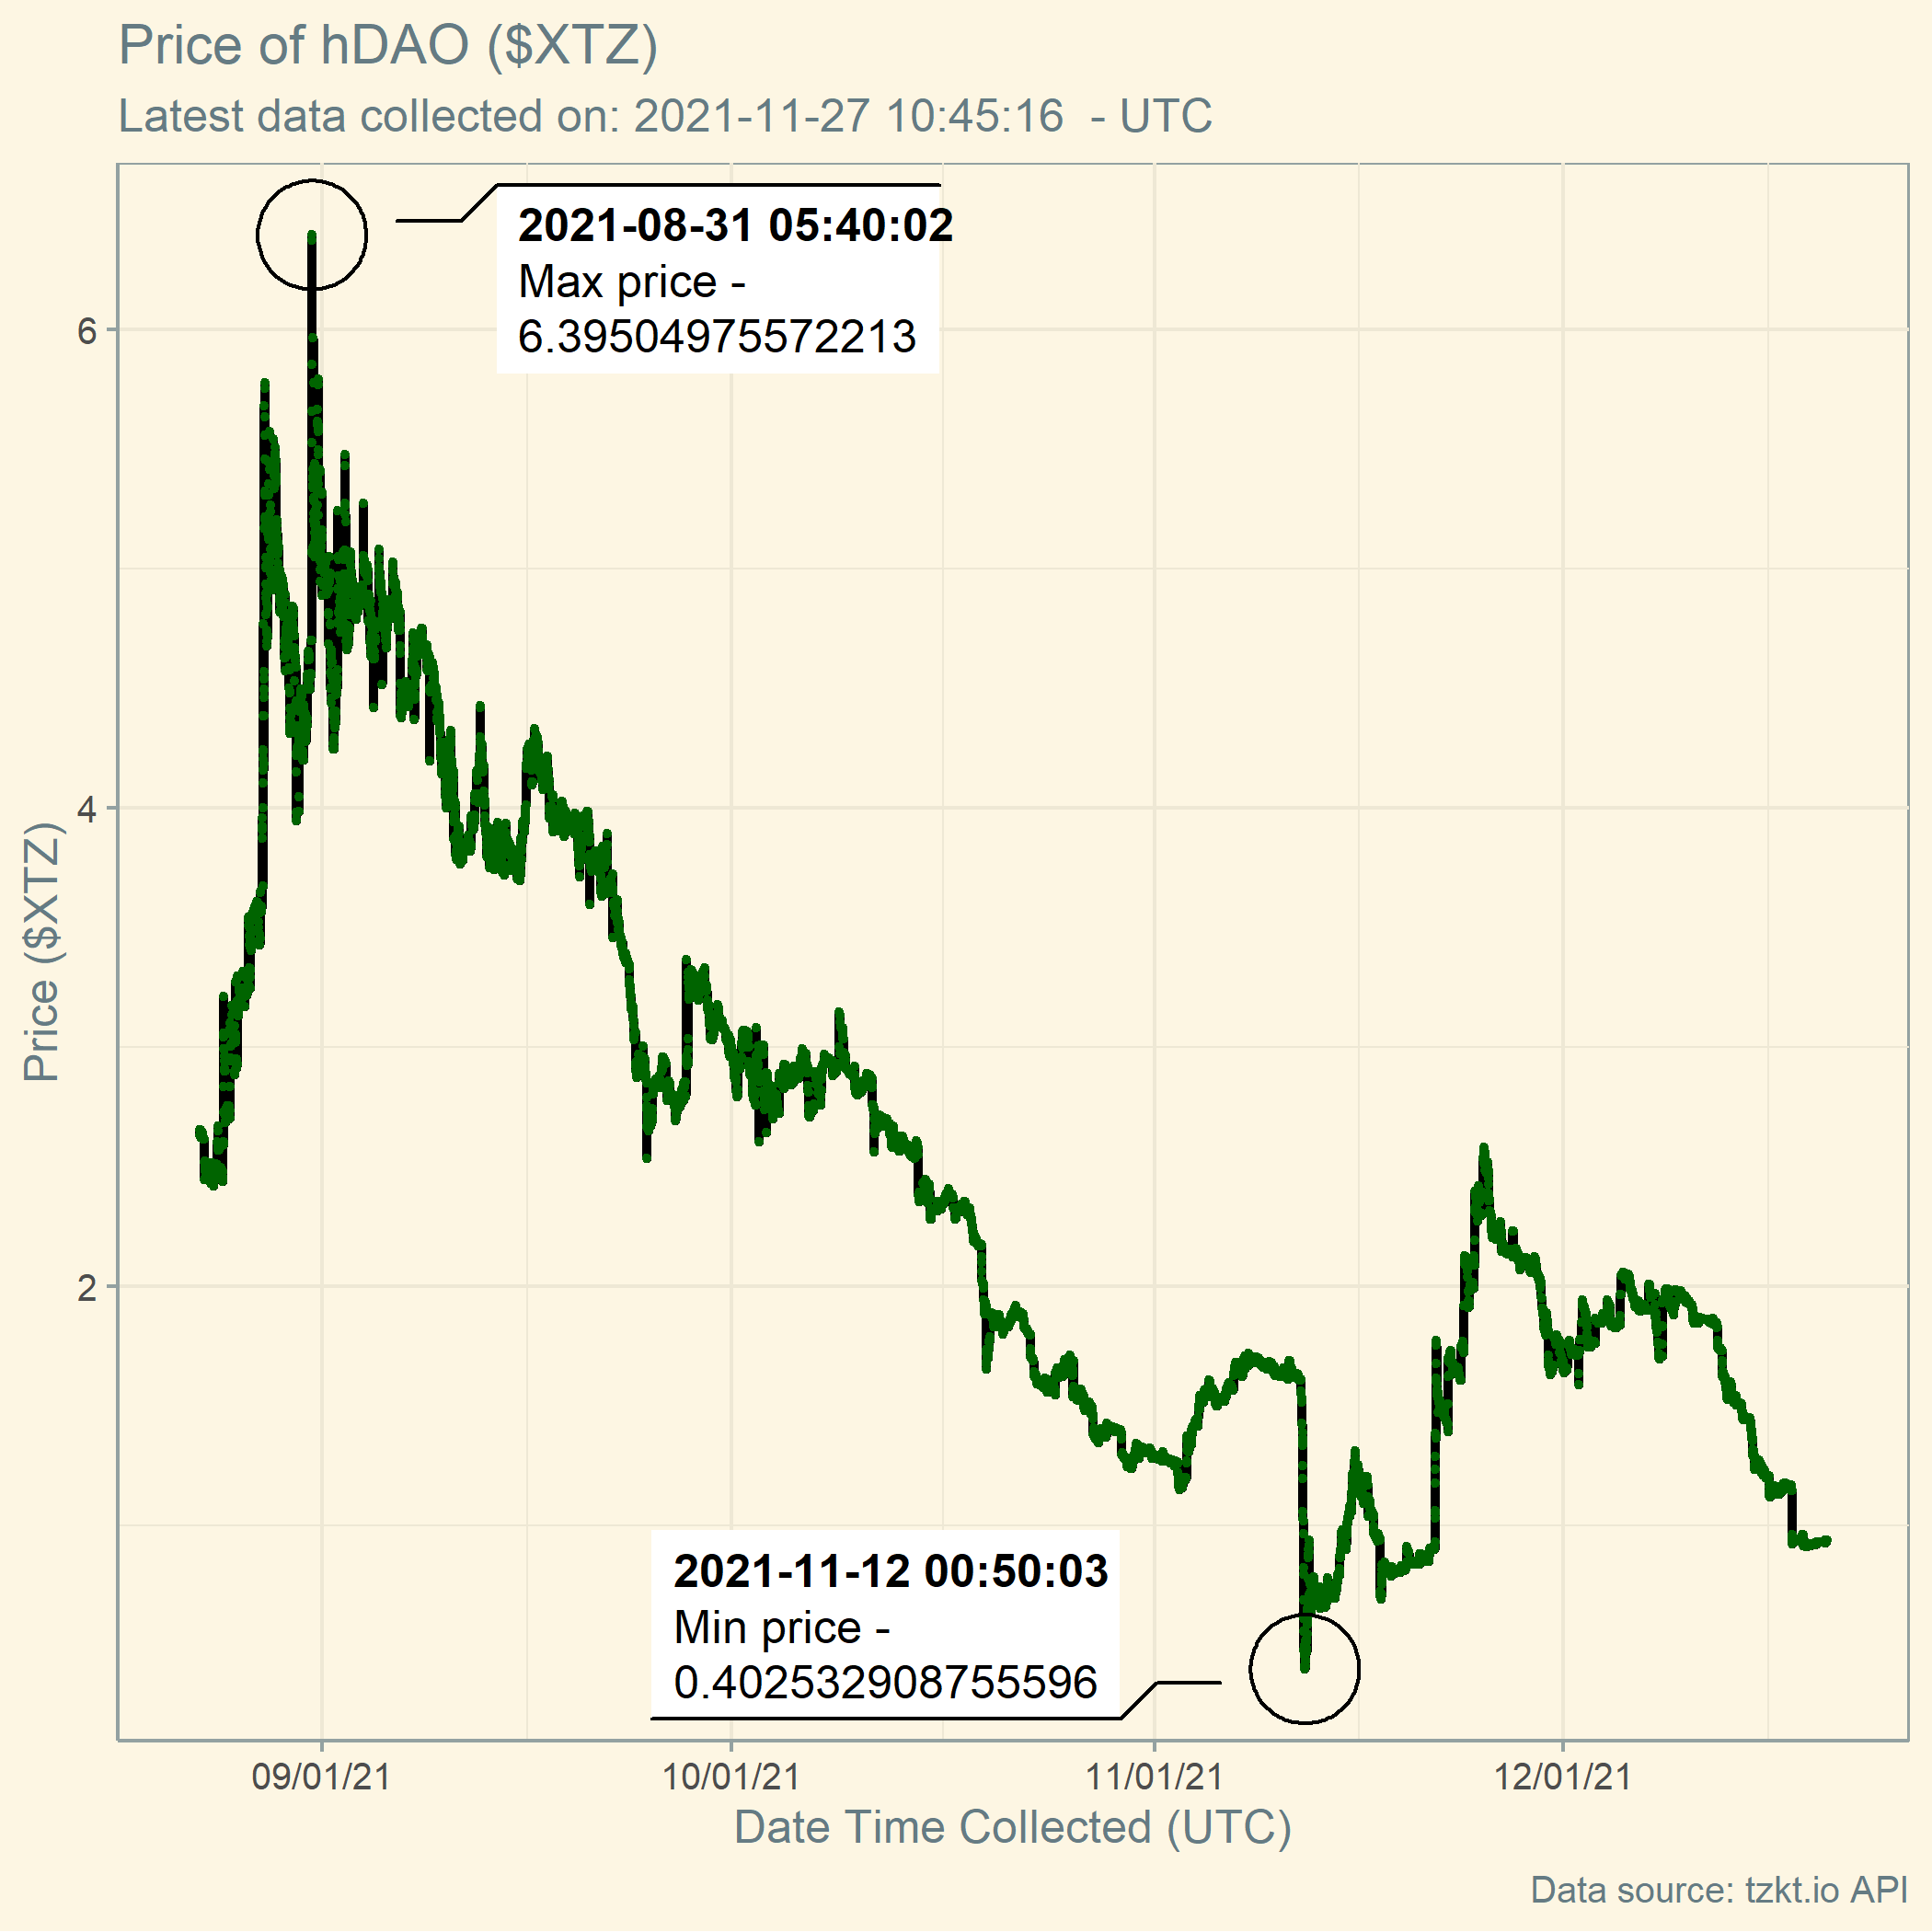 Price of hDAO ($XTZ)
Latest data collected on: 2021-11-27 10:45:16  - UTC
2021-08-31 05:40:02
Max price -
6.39504975572213
6
4
2
Price ($XTZ)
2021-11-12 00:50:03
Min price -
0.402532908755596
09/01/21
10/01/21
11/01/21
12/01/21
Date Time Collected (UTC)
Data source: tzkt.io API